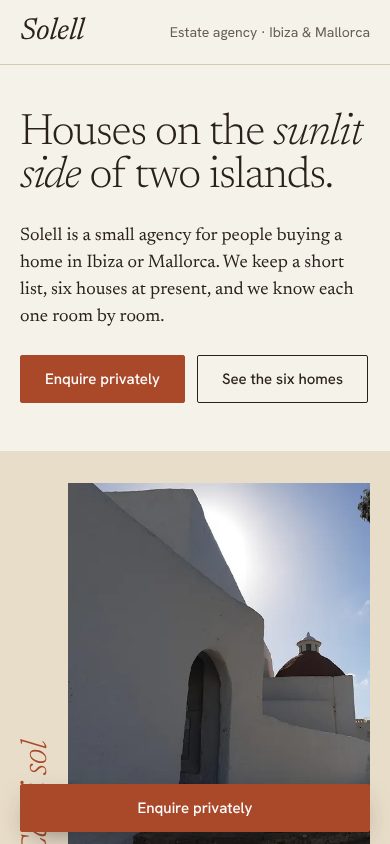 Solell
Estate agency · Ibiza & Mallorca
Houses on the sunlit
side of two islands.
Solell is a small agency for people buying a
home in Ibiza or Mallorca. We keep a short
list, six houses at present, and we know each
one room by room.
Enquire privately
See the six homes
sol
Enquire privately